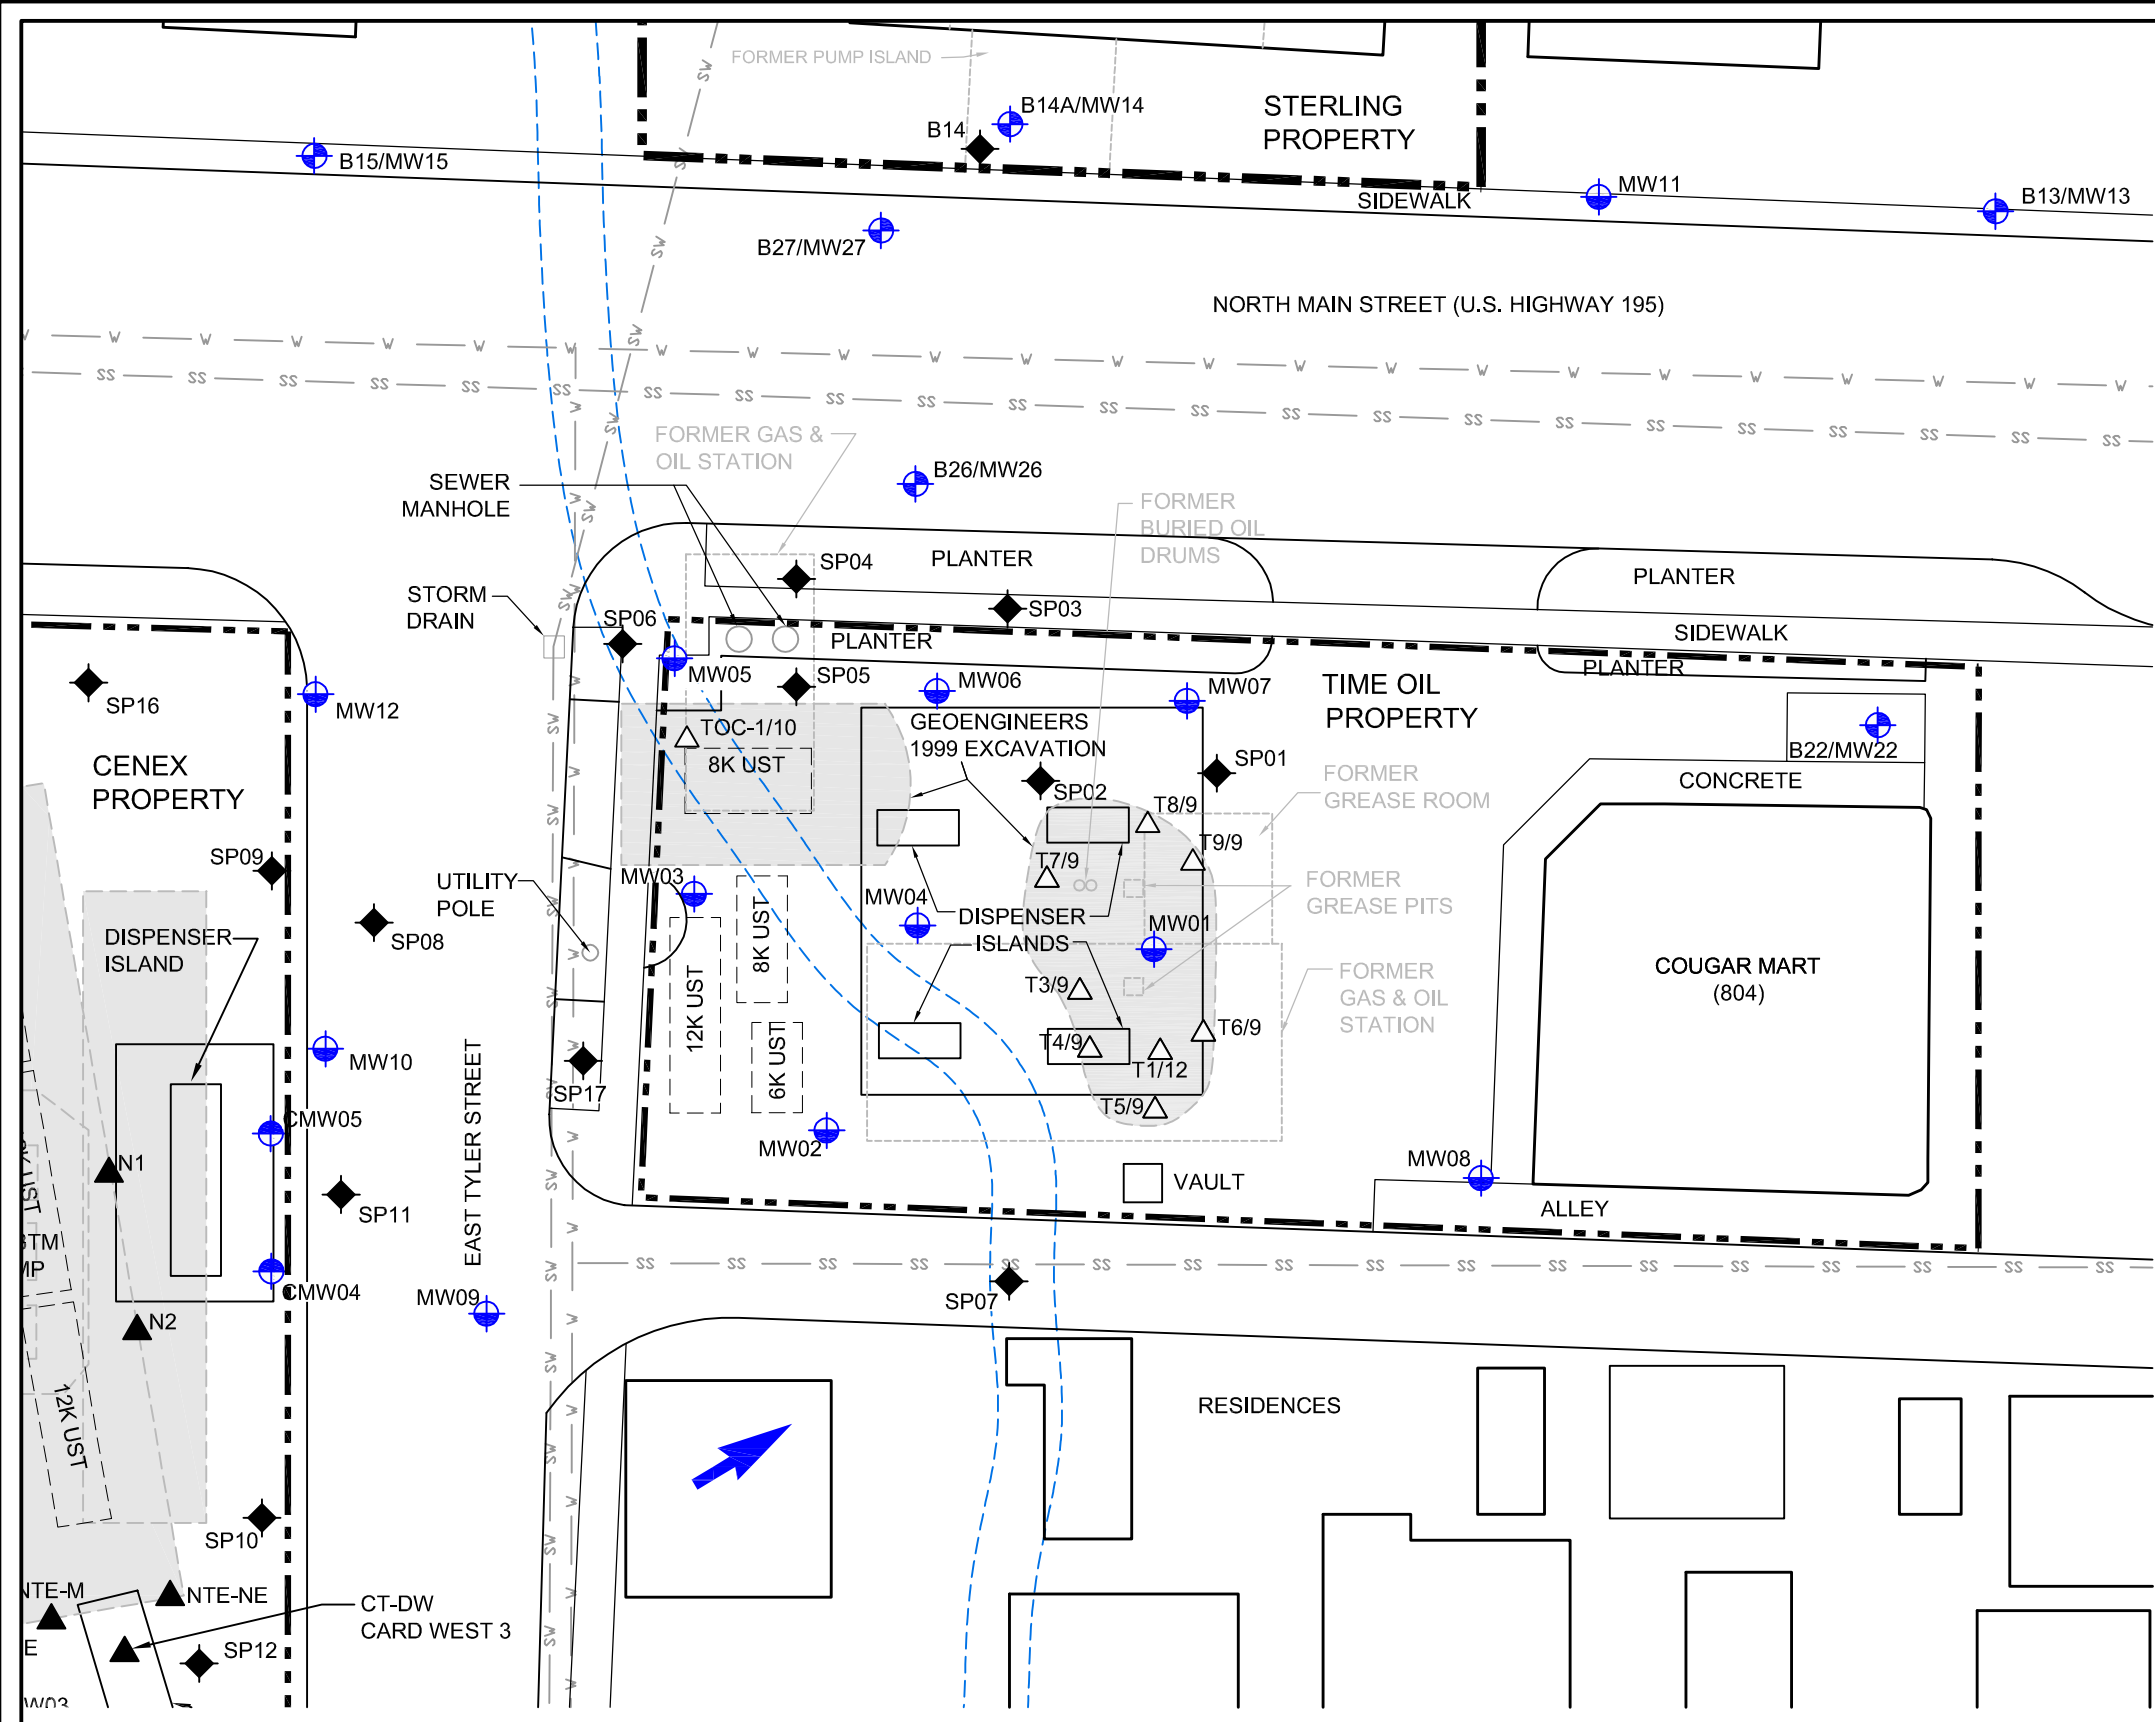 FORMER PUMP ISLAND
B14A/MW14
B14
STERLING
PROPERTY
B15/MW15
SIDEWALK
MW11
B13/MW13
B27/MW27
NORTH MAIN STREET (U.S. HIGHWAY 195)
FORMER GAS &
OIL STATION
SEWER
MANHOLE
B26/MW26
FORMER
BURIED OIL
DRUMS
SP04
PLANTER
PLANTER
STORM
DRAIN
SP06
SP03
PLANTER
SIDEWALK
PLANTER
MW05
SP05
MW06
MW07
TIME OIL
PROPERTY
SP16
MW12
TOC-1/10
8K UST
GEOENGINEERS
1999 EXCAVATION
B22/MW22
CENEX
PROPERTY
SP01
SP02
FORMER
GREASE ROOM
CONCRETE
T8/9
T9/9
T7/9
SP09
UTILITY
POLE
MW03
MW04
FORMER
GREASE PITS
SP08
DISPENSER
ISLAND
8K UST
DISPENSER
ISLANDS
MW01
COUGAR MART
(804)
12K UST
T3/9
FORMER
GAS & OIL
STATION
MW10
6K UST
T4/9
T6/9
T1/12
SP17
T5/9
CMW05
MW02
N1
MW08
VAULT
SP11
EAST TYLER STREET
ALLEY
CMW04
MW09
SP07
N2
12K UST
RESIDENCES
SP10
NTE-NE
CT-DW
CARD WEST 3
SP12
W
SS
SW